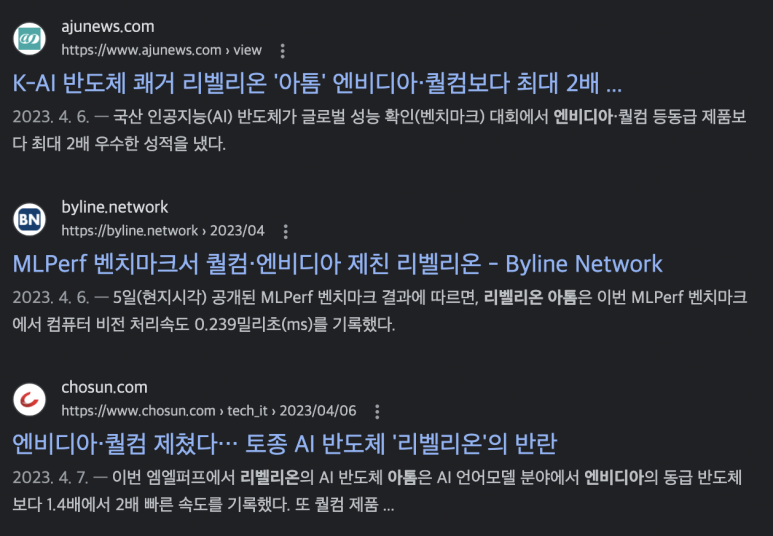 ajunews.com
https://www.ajunews.com › view
K-AI 반도체 쾌거 리벨리온 '아톰' 엔비디아·퀄컴보다 최대 2배 ...
2023. 4. 6. — 국산 인공지능(AI) 반도체가 글로벌 성능 확인(벤치마크) 대회에서 엔비디아·퀄컴 등동급 제품보
다 최대 2배 우수한 성적을 냈다.
BN
byline.network
https://byline.network › 2023/04
MLPerf 벤치마크서 퀄컴·엔비디아 제친 리벨리온 - Byline Network
2023. 4. 6. — 5일(현지시각) 공개된 MLPerf 벤치마크 결과에 따르면, 리벨리온 아톰은 이번 MLPerf 벤치마크
에서 컴퓨터 비전 처리속도 0.239밀리초(ms)를 기록했다.
chosun.com
https://www.chosun.com › tech_it › 2023/04/06
엔비디아·퀄컴 제쳤다… 토종 AI 반도체 '리벨리온'의 반란
2023. 4. 7. — 이번 엠엘퍼프에서 리벨리온의 AI 반도체 아톰은 AI 언어모델 분야에서 엔비디아의 동급 반도체
보다 1.4배에서 2배 빠른 속도를 기록했다. 또 퀄컴 제품 ...